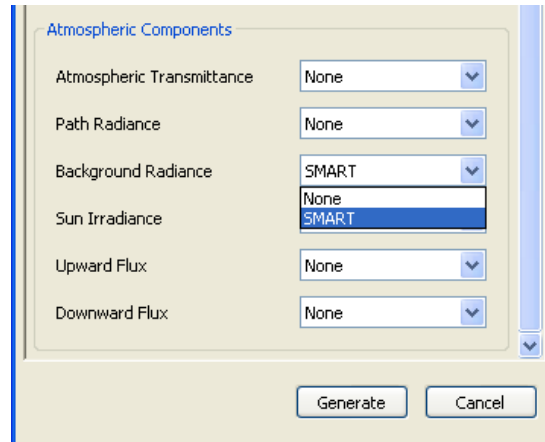 Atmospheric Components
Atmospheric Transmittance None
Path Radiance None
Background Radiance SMART
None
Sun Irradiance SMART
Upward Flux None
Downward Flux None
Generate Cancel